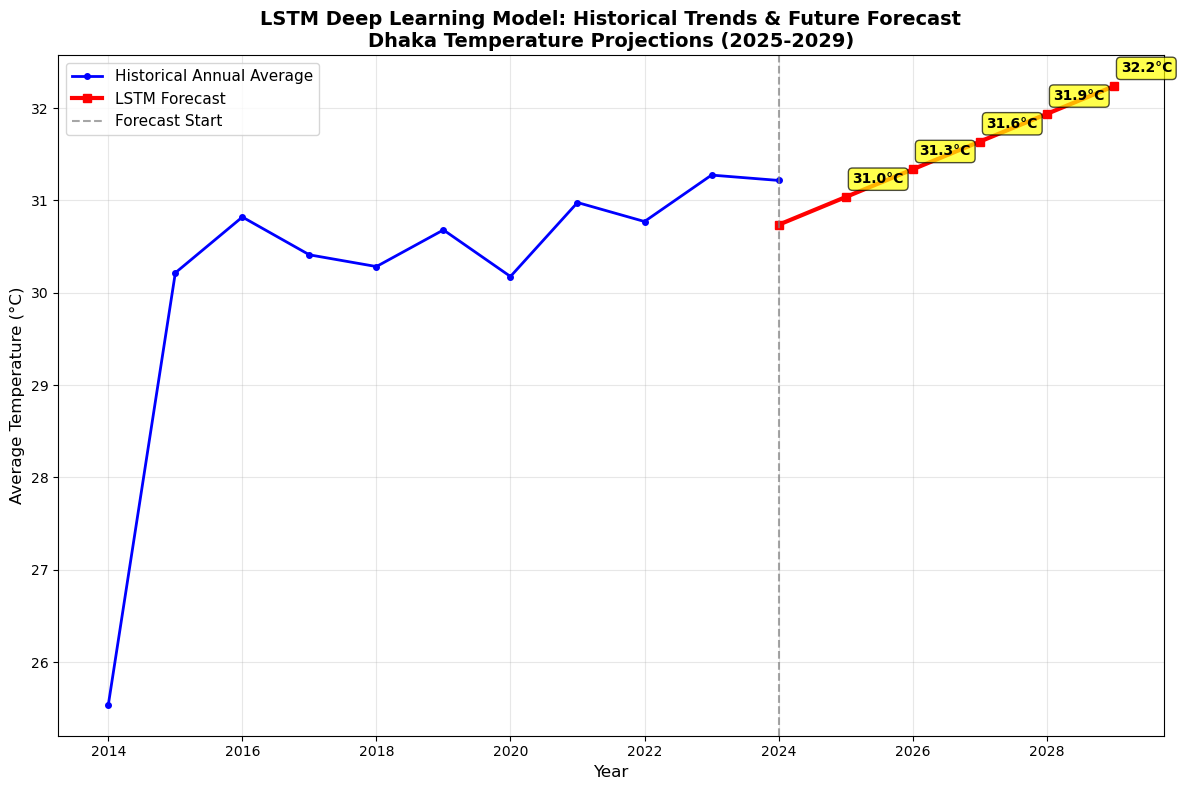 LSTM Deep Learning Model: Historical Trends & Future Forecast
Dhaka Temperature Projections (2025-2029)
Historical Annual Average
LSTM Forecast
Forecast Start
32.2°C
31.9°C
31.6°C
31.3°C
31.0°C
Average Temperature (°C)
32
31
30
29
28
27
26
2014 2016 2018 2020 2022 2024 2026 2028
Year